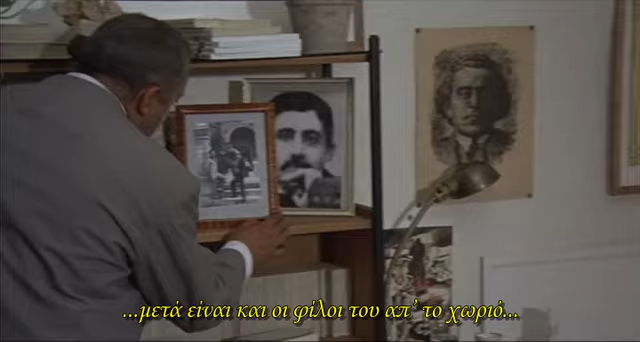 ...μετά είναι και οι φίλοι του απ' το χωριό...